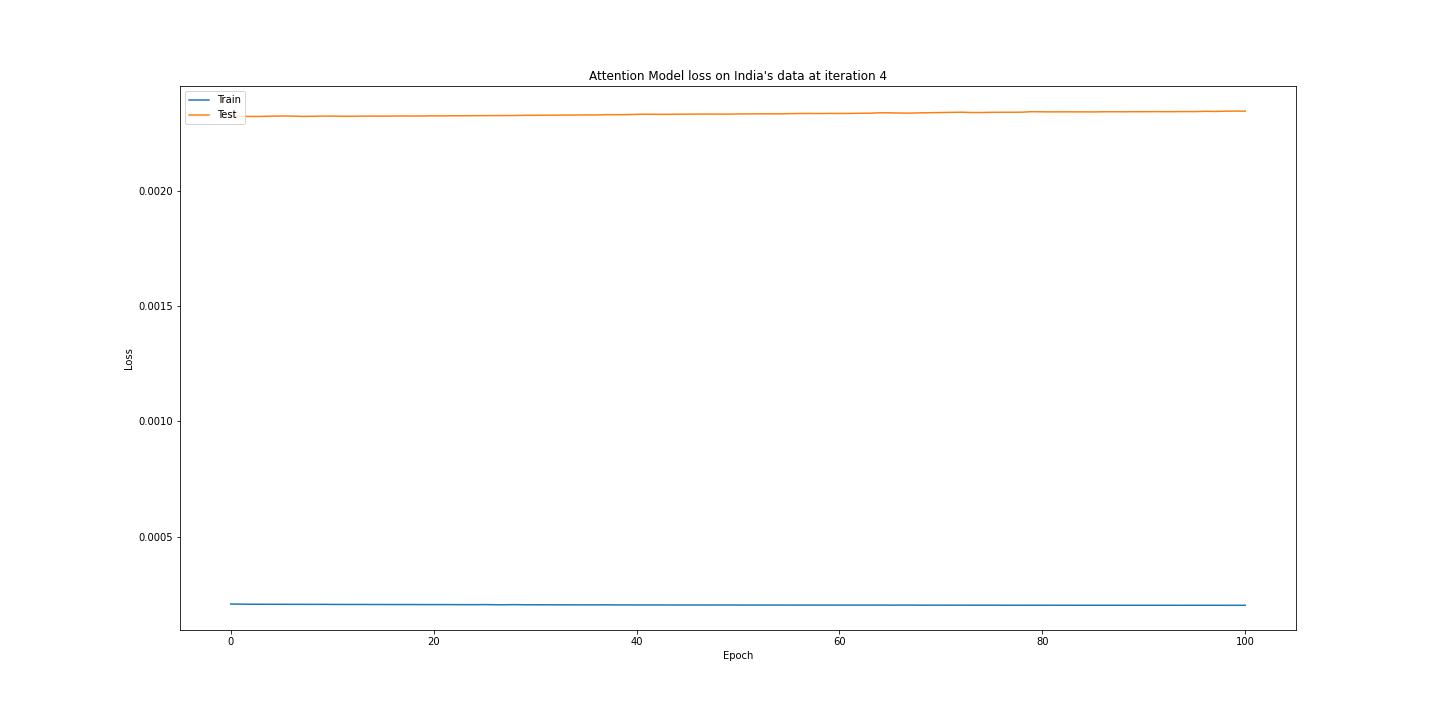 Attention Model loss on India's data at iteration 4
Train
Test
0.0020
0.0015
0.0010
0.0005
Loss
0 20 40 60 80 100
Epoch